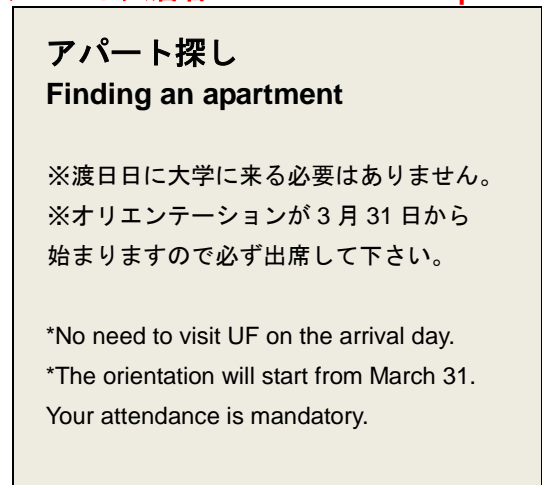 アパート探し
Finding an apartment
※渡日日に大学に来る必要はありません。
※オリエンテーションが 3 月 31 日から
始まりますので必ず出席して下さい。
*No need to visit UF on the arrival day.
*The orientation will start from March 31.
Your attendance is mandatory.